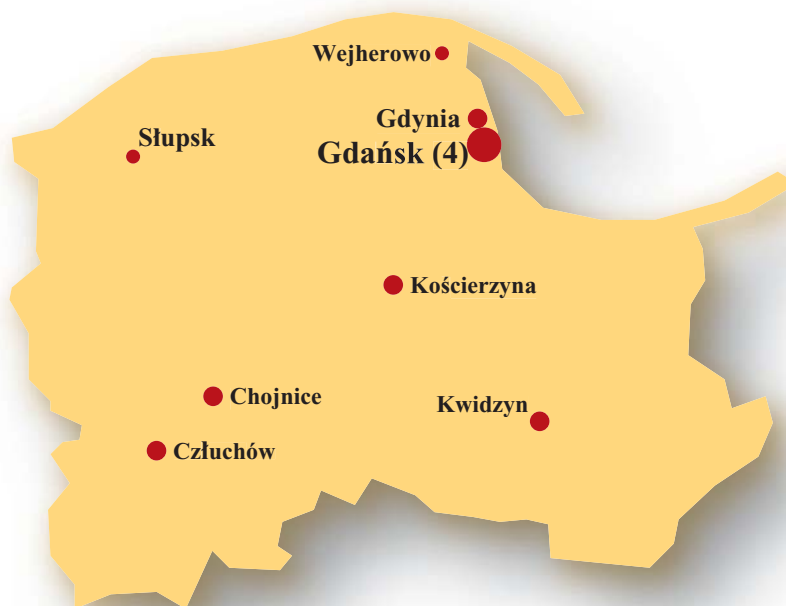 Wejherowo
Gdynia
Słupsk
Gdańsk (4)
Kościerzyna
Chojnice
Kwidzyn
Człuchów